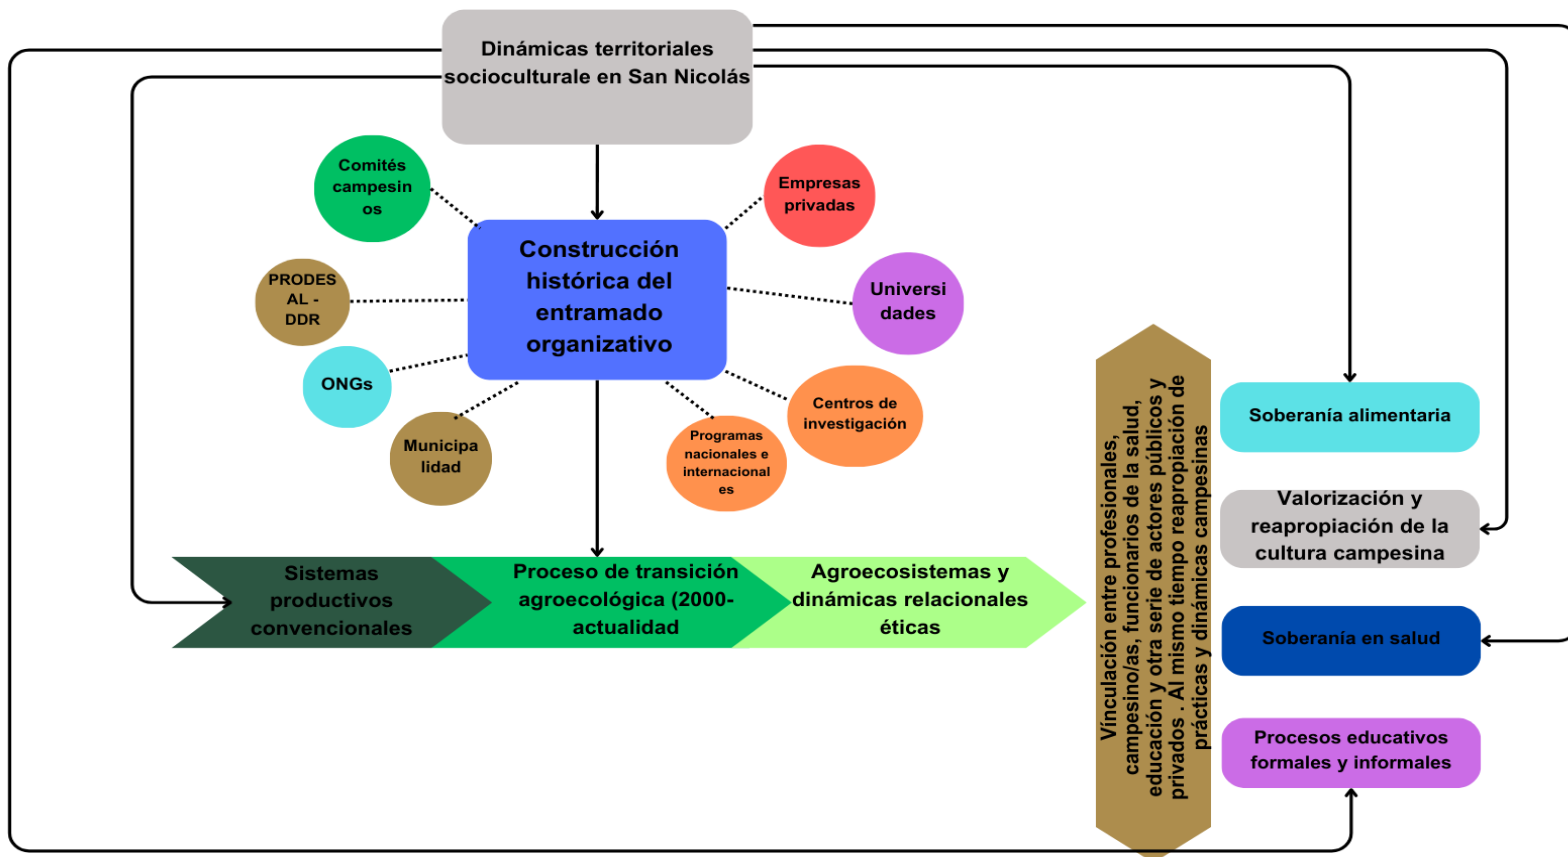 Dinámicas territoriales
socioculturale en San Nicolás
Comités
campesin
os
Empresas
privadas
Construcción
histórica del
entramado
organizativo
PRODES
AL -
DDR
Universi
dades
ONGs
Municipa
lidad
Centros de
investigación
Programas
nacionales e
internacional
es
Sistemas
productivos
convencionales
Proceso de transición
agroecológica (2000-
actualidad
Agroecosistemas y
dinámicas relacionales
éticas
Vínculación entre profesionales,
campesino/as, funcionarios de la salud,
educación y otra serie de actores públicos y
privados . Al mismo tiempo reapropiación de
prácticas y dinámicas campesinas
Soberanía alimentaria
Valorización y
reapropiación de la
cultura campesina
Soberanía en salud
Procesos educativos
formales y informales